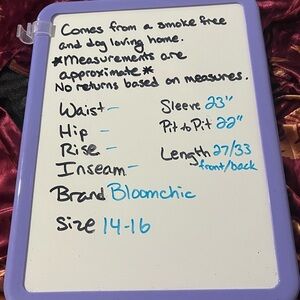 Comes from a smoke free
and dog loving home.
*Measurements are
approximate*
No returns based on measures.
Waist -
Hip -
Rise -
Inseam -
Sleeve 23"
Pit to Pit 22"
Length 27/33
front/back
Brand Bloomchic
Size 14-16